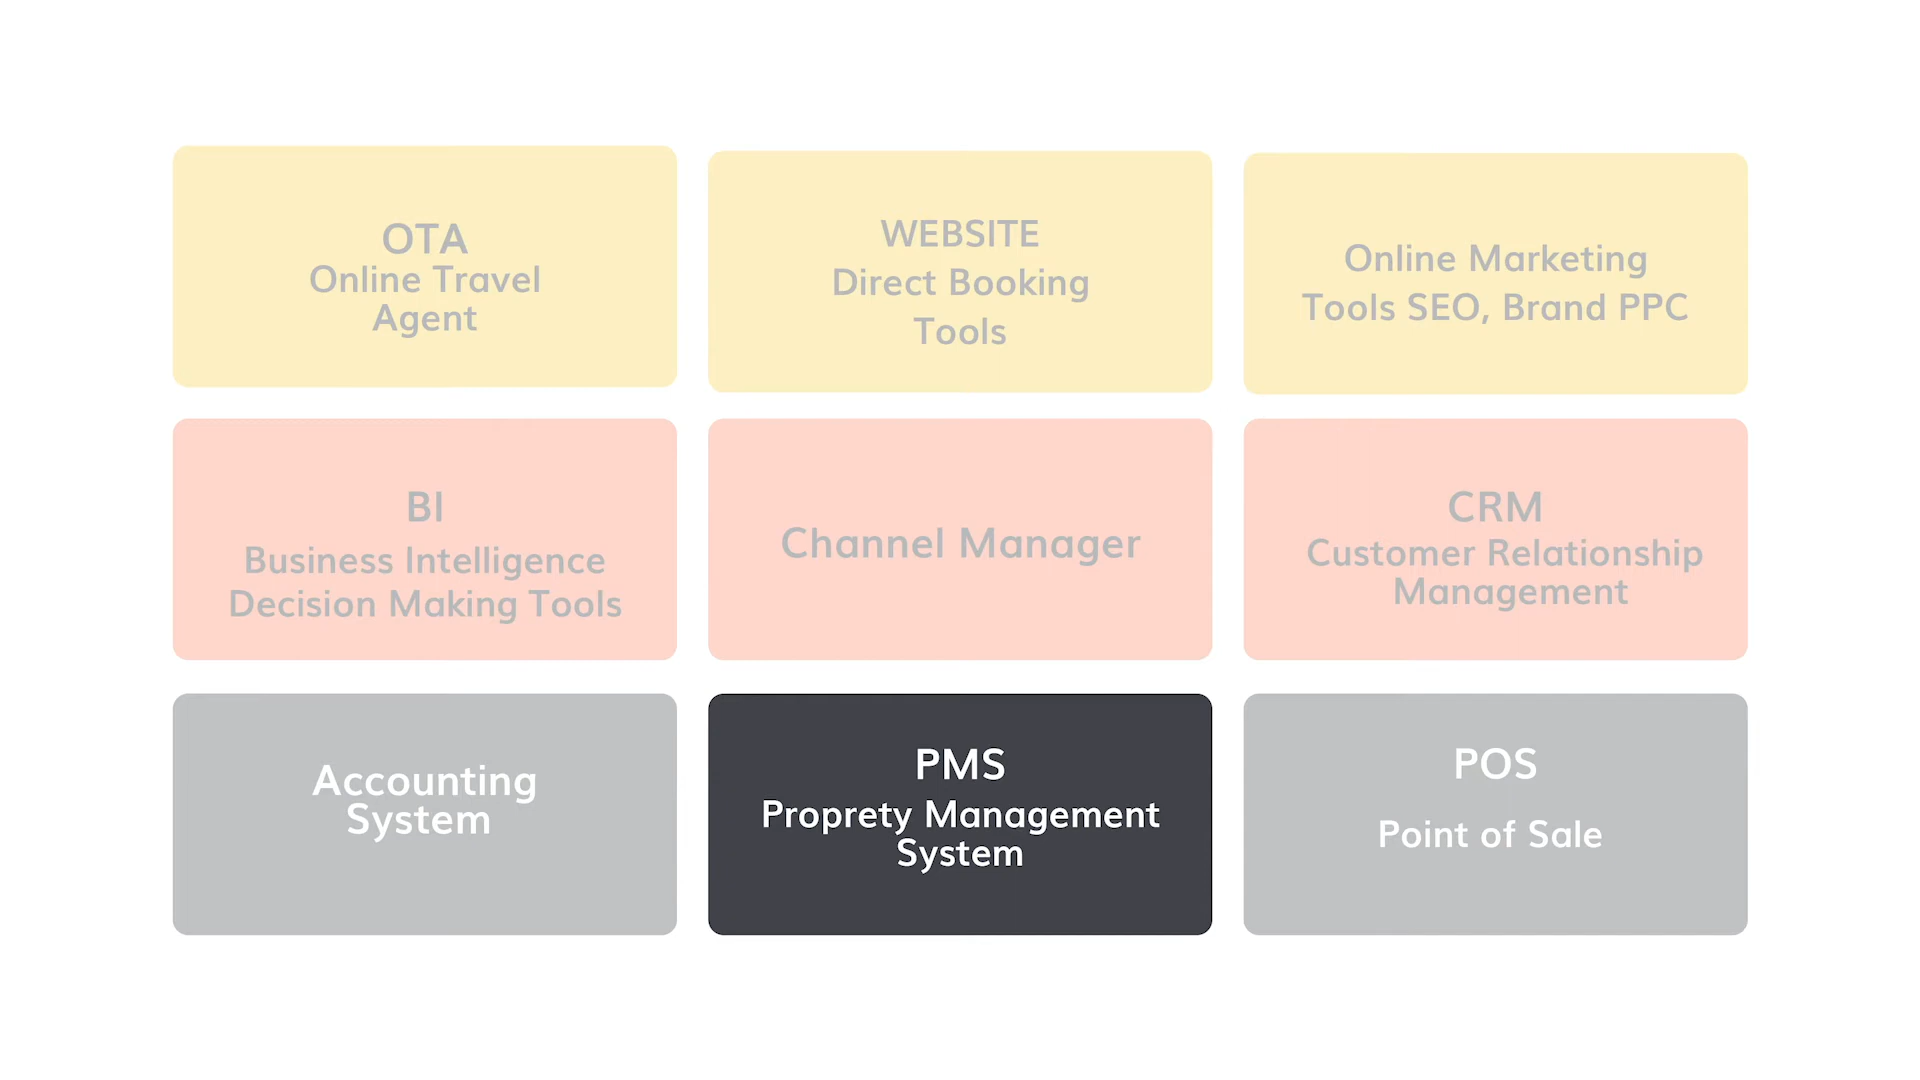 OTA
Online Travel
Agent
WEBSITE
Direct Booking
Tools
Online Marketing
Tools SEO, Brand PPC
BI
Business Intelligence
Decision Making Tools
Channel Manager
CRM
Customer Relationship
Management
Accounting
System
PMS
Proprety Management
System
POS
Point of Sale